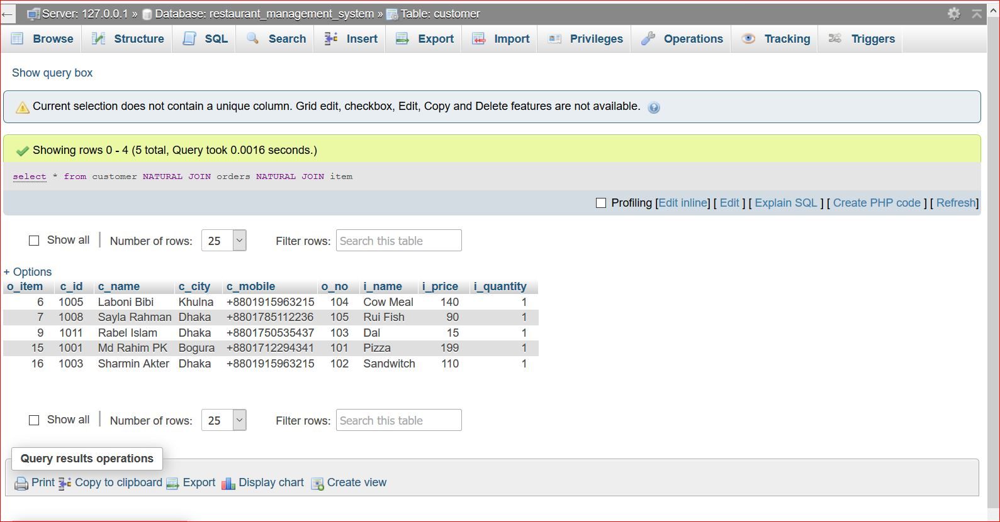 ← Server: 127.0.0.1 » Database: restaurant_management_system » Table: customer
Browse Structure SQL Search Insert Export Import Privileges Operations Tracking Triggers
Show query box
Current selection does not contain a unique column. Grid edit, checkbox, Edit, Copy and Delete features are not available.
Showing rows 0 - 4 (5 total, Query took 0.0016 seconds.)
select * from customer NATURAL JOIN orders NATURAL JOIN item
Profiling [Edit inline] [ Edit ] [ Explain SQL ] [ Create PHP code ] [ Refresh]
Show all | Number of rows: 25 Filter rows: Search this table
+ Options
o_item c_id c_name c_city c_mobile o_no i_name i_price i_quantity
6 1005 Laboni Bibi Khulna +8801915963215 104 Cow Meal 140 1
7 1008 Sayla Rahman Dhaka +8801785112236 105 Rui Fish 90 1
9 1011 Rabel Islam Dhaka +8801750535437 103 Dal 15 1
15 1001 Md Rahim PK Bogura +8801712294341 101 Pizza 199 1
16 1003 Sharmin Akter Dhaka +8801915963215 102 Sandwitch 110 1
Show all | Number of rows: 25 Filter rows: Search this table
Query results operations
Print Copy to clipboard Export Display chart Create view